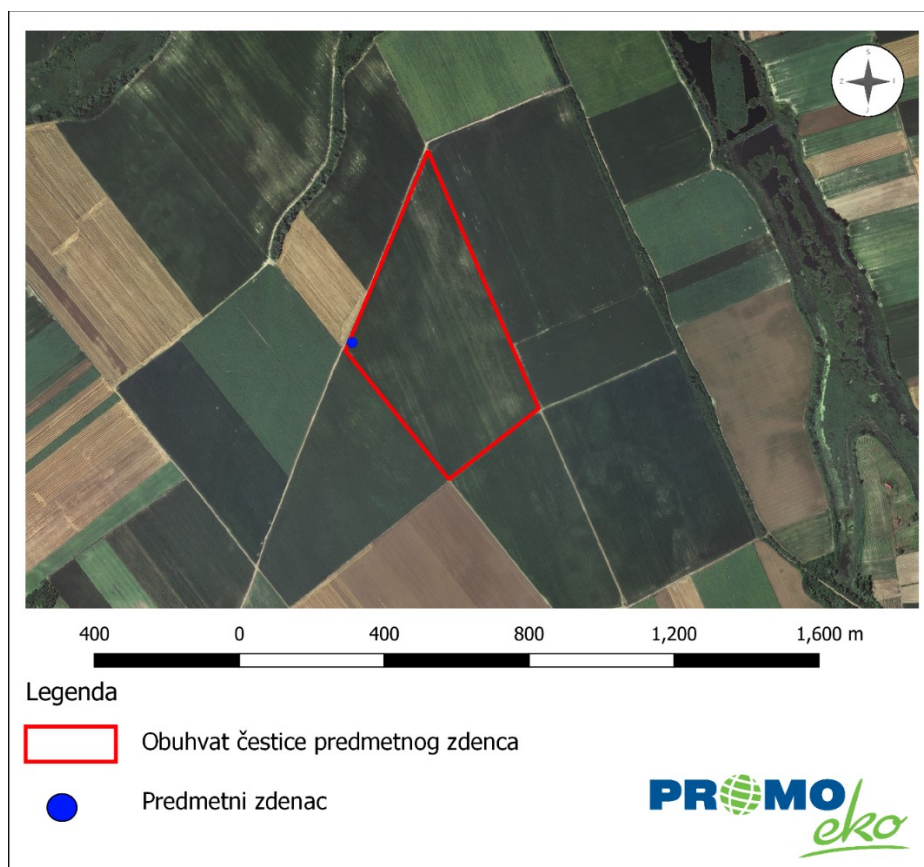 S
Z I
J
400 0 400 800 1,200 1,600 m
Legenda
Obuhvat čestice predmetnog zdenca
Predmetni zdenac
PROMO
eko